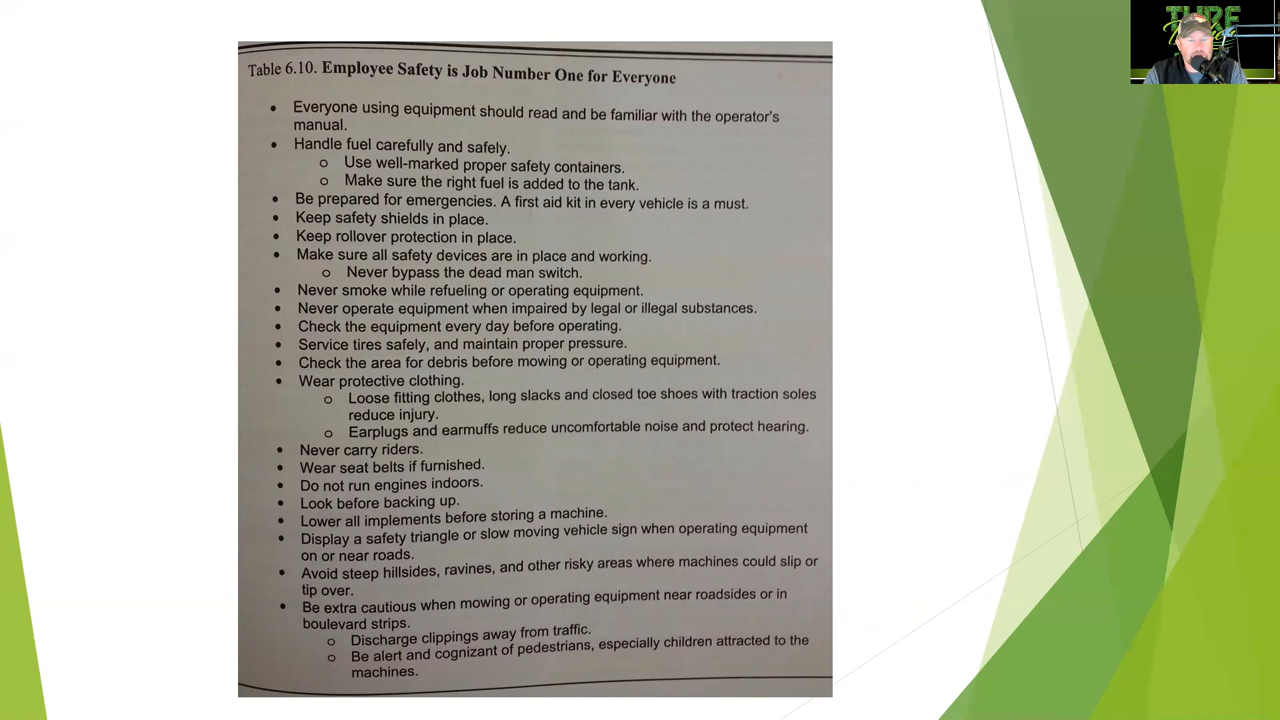 Table 6.10. Employee Safety is Job Number One for Everyone
• Everyone using equipment should read and be familiar with the operator's
manual.
• Handle fuel carefully and safely.
o Use well-marked proper safety containers.
o Make sure the right fuel is added to the tank.
• Be prepared for emergencies. A first aid kit in every vehicle is a must.
• Keep safety shields in place.
• Keep rollover protection in place.
• Make sure all safety devices are in place and working.
o Never bypass the dead man switch.
• Never smoke while refueling or operating equipment.
• Never operate equipment when impaired by legal or illegal substances.
• Check the equipment every day before operating.
• Service tires safely, and maintain proper pressure.
• Check the area for debris before mowing or operating equipment.
• Wear protective clothing.
o Loose fitting clothes, long slacks and closed toe shoes with traction soles
reduce injury.
o Earplugs and earmuffs reduce uncomfortable noise and protect hearing.
• Never carry riders.
• Wear seat belts if furnished.
• Do not run engines indoors.
• Look before backing up.
• Lower all implements before storing a machine.
• Display a safety triangle or slow moving vehicle sign when operating equipment
on or near roads.
• Avoid steep hillsides, ravines, and other risky areas where machines could slip or
tip over.
• Be extra cautious when mowing or operating equipment near roadsides or in
boulevard strips.
o Discharge clippings away from traffic.
o Be alert and cognizant of pedestrians, especially children attracted to the
machines.
TURF